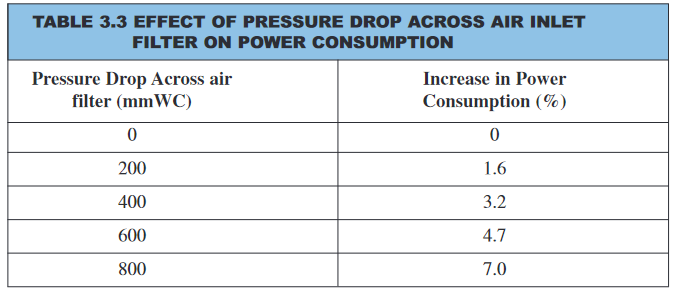 TABLE 3.3 EFFECT OF PRESSURE DROP ACROSS AIR INLET
FILTER ON POWER CONSUMPTION
Pressure Drop Across air
filter (mmWC)
Increase in Power
Consumption (%)
0 0
200 1.6
400 3.2
600 4.7
800 7.0